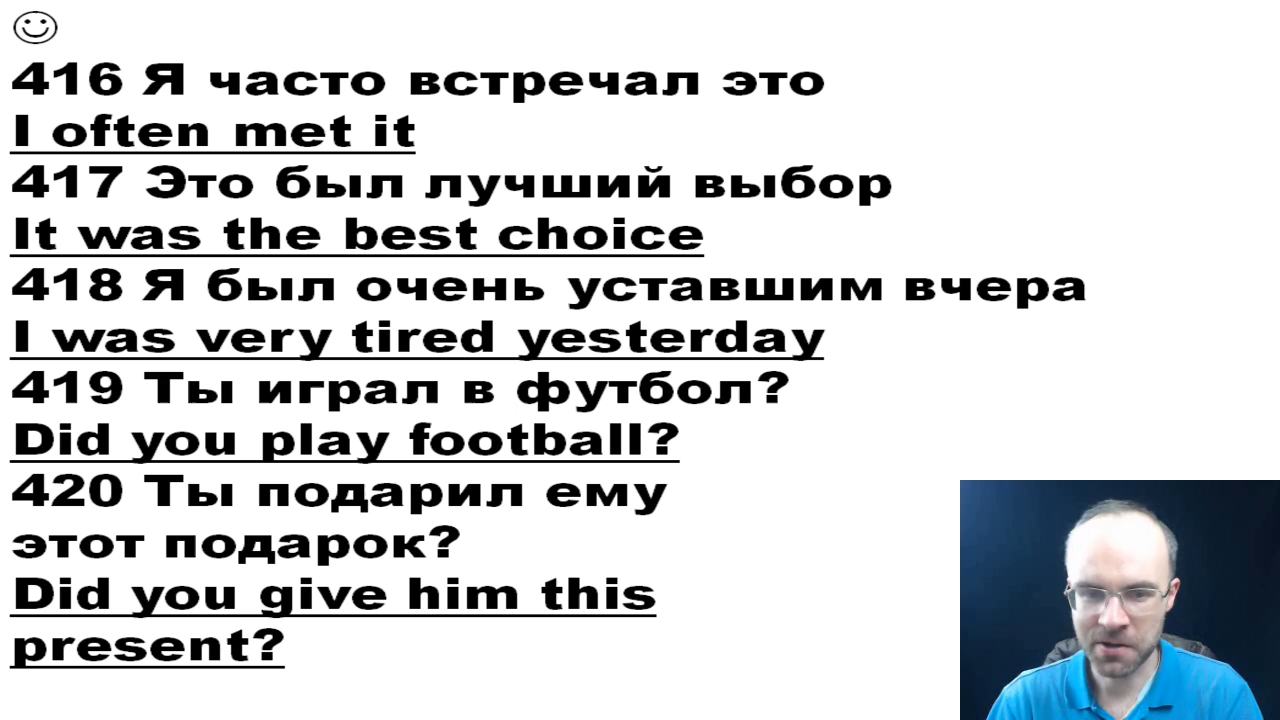 416 Я часто встречал это
I often met it
417 Это был лучший выбор
It was the best choice
418 Я был очень уставшим вчера
I was very tired yesterday
419 Ты играл в футбол?
Did you play football?
420 Ты подарил ему
этот подарок?
Did you give him this
present?